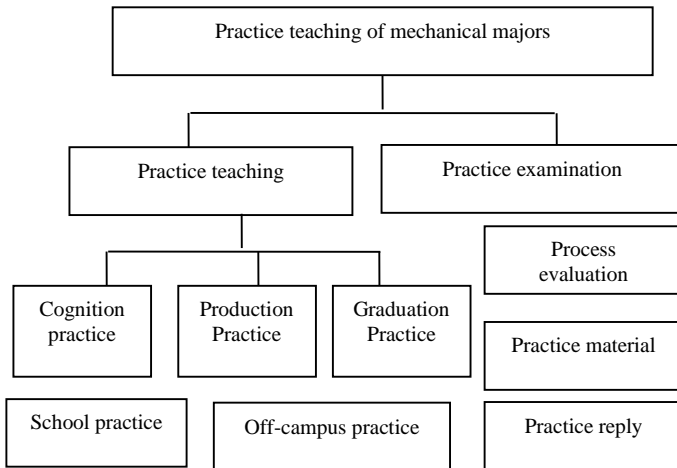 Practice teaching of mechanical majors
Practice teaching
Practice examination
Process
evaluation
Cognition
practice
Production
Practice
Graduation
Practice
Practice material
School practice
Off-campus practice
Practice reply